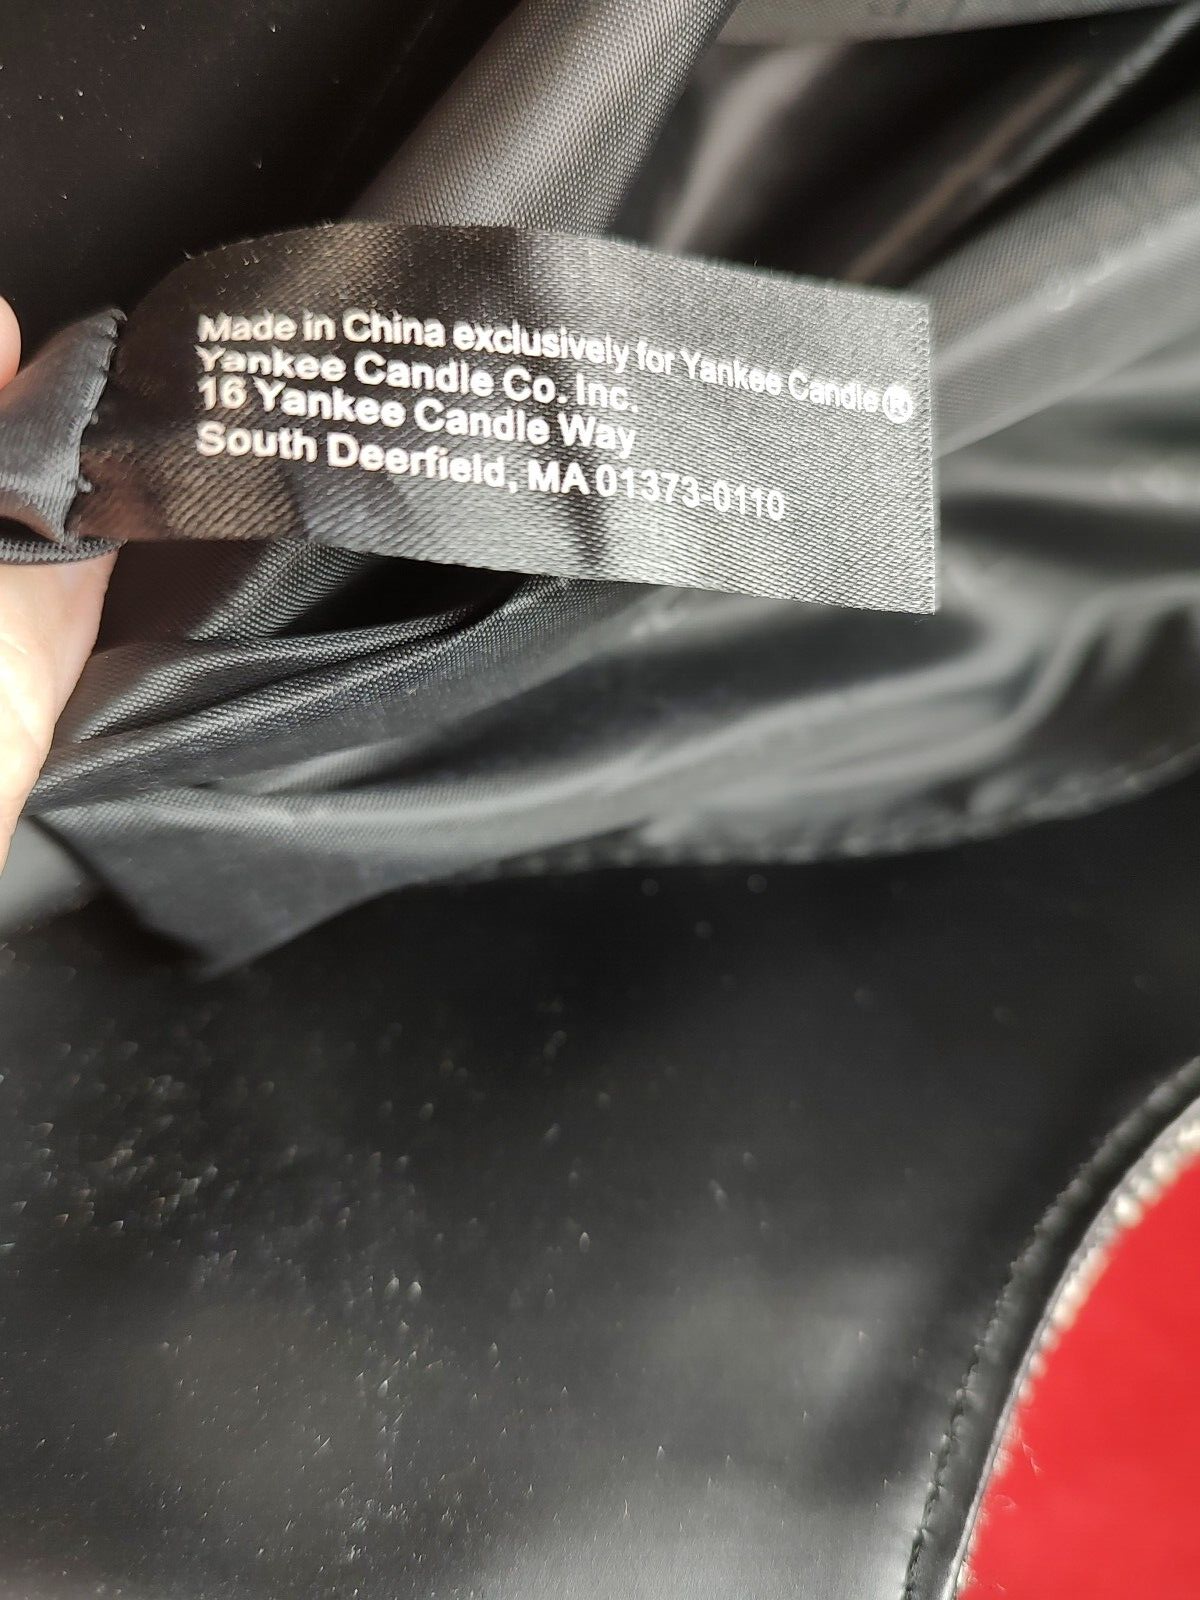 Made in China exclusively for Yankee Candle®
Yankee Candle Co. Inc.
16 Yankee Candle Way
South Deerfield, MA 01373-0110